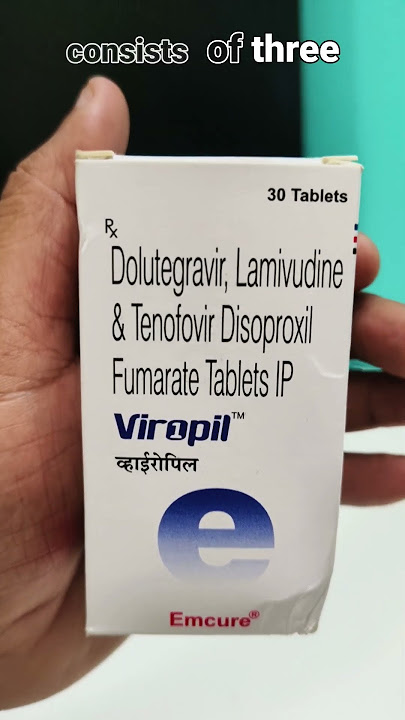 consists of three
30 Tablets
Rx
Dolutegravir, Lamivudine
& Tenofovir Disoproxil
Fumarate Tablets IP
Viropil™
व्हाईरोपिल
e
Emcure®